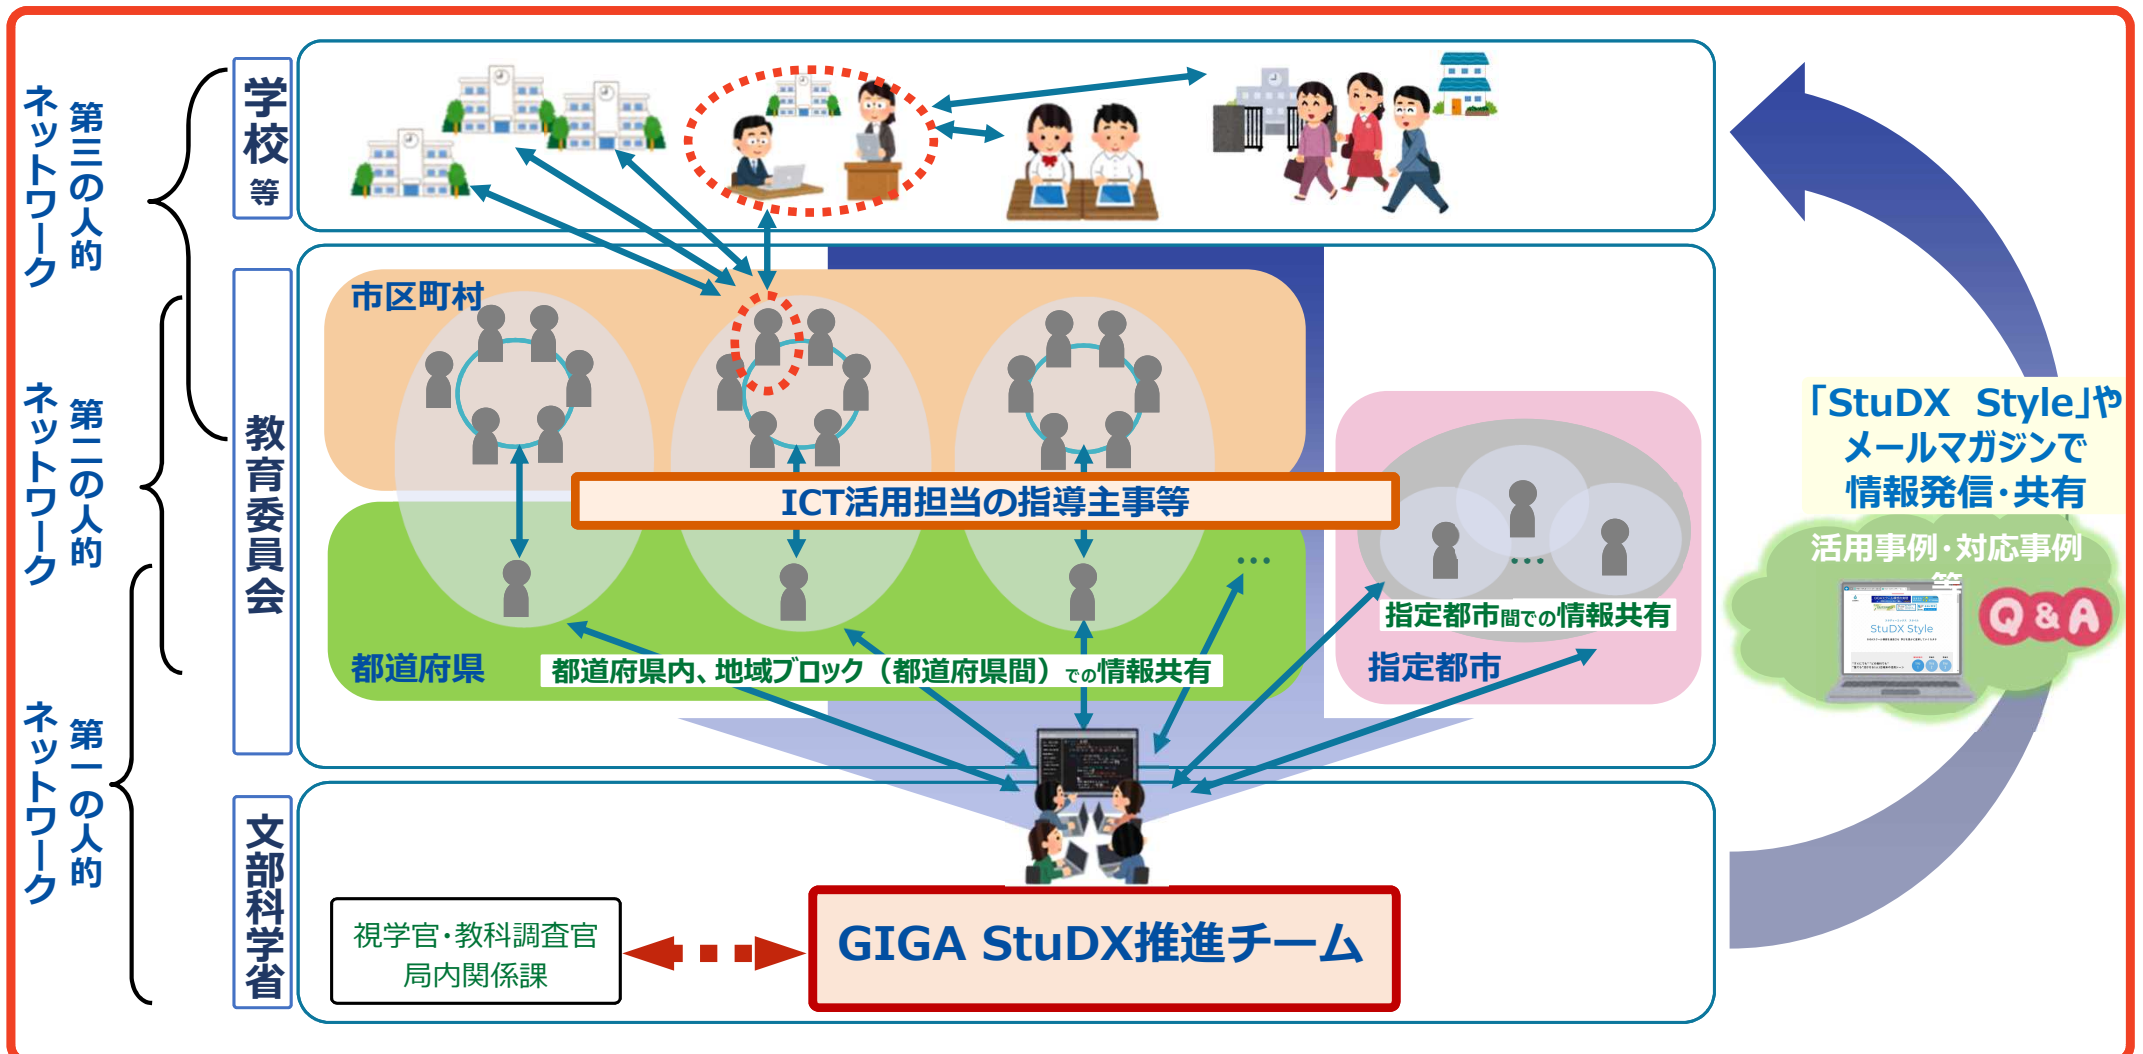 第三の人的
ネットワーク
第二の人的
ネットワーク
第一の人的
ネットワーク
学校等
教育委員会
文部科学省
市区町村
ICT活用担当の指導主事等
…
都道府県
都道府県内、地域ブロック（都道府県間）での情報共有
…
指定都市間での情報共有
指定都市
視学官・教科調査官
局内関係課
GIGA StuDX推進チーム
「StuDX Style」や
メールマガジンで
情報発信・共有
活用事例・対応事例
等
StuDX Style
Q&A